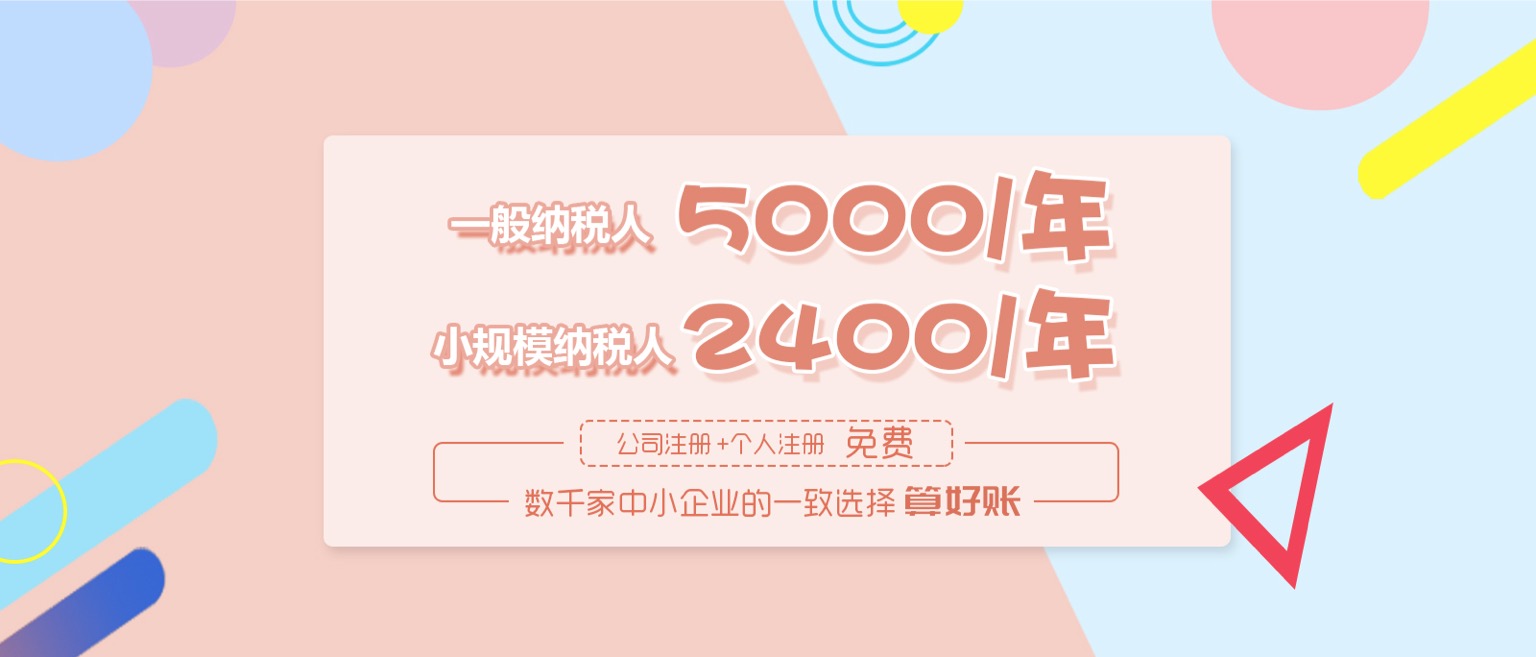 一般纳税人 5000/年
小规模纳税人 2400/年
公司注册+个人注册 免费
数千家中小企业的一致选择 算好账